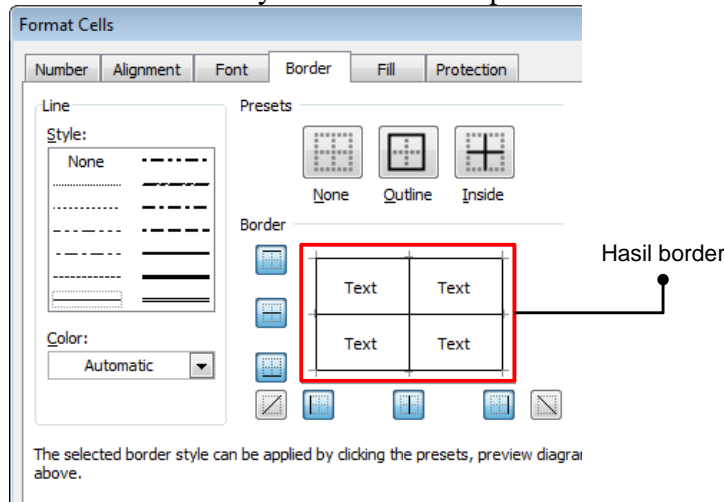 Format Cells
Number Alignment Font Border Fill Protection
Line
Style:
None
Presets
None Outline Inside
Border
Text Text
Text Text
Hasil border
Color:
Automatic
The selected border style can be applied by clicking the presets, preview
above.